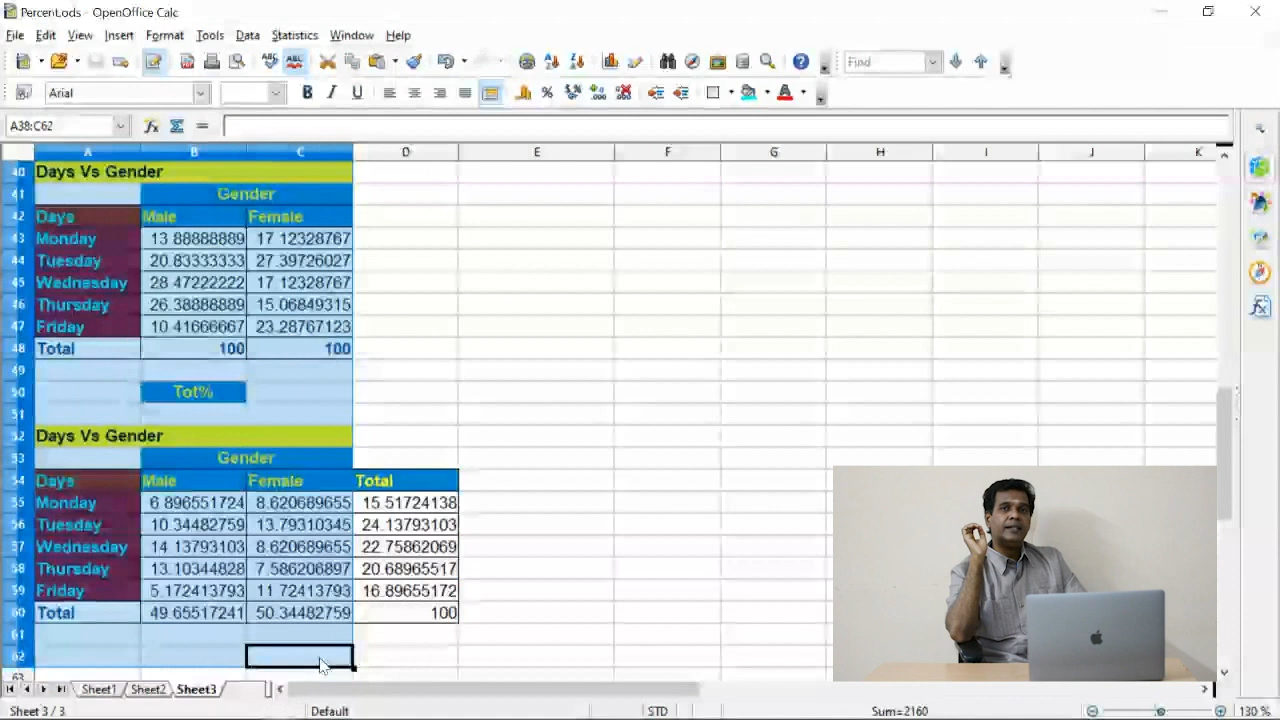 Percent.ods - OpenOffice Calc
File Edit View Insert Format Tools Data Statistics Window Help
Find
Arial
A38:C62
A B C D E F G H I J K
40 Days Vs Gender
41 Gender
42 Days Male Female
43 Monday 13.88888889 17.12328767
44 Tuesday 20.83333333 27.39726027
45 Wednesday 28.47222222 17.12328767
46 Thursday 26.38888889 15.06849315
47 Friday 10.41666667 23.28767123
48 Total 100 100
49
50 Tot%
51
52 Days Vs Gender
53 Gender
54 Days Male Female Total
55 Monday 6.896551724 8.620689655 15.51724138
56 Tuesday 10.34482759 13.79310345 24.13793103
57 Wednesday 14.13793103 8.620689655 22.75862069
58 Thursday 13.10344828 7.586206897 20.68965517
59 Friday 5.172413793 11.72413793 16.89655172
60 Total 49.65517241 50.34482759 100
61
62
63
Sheet1 Sheet2 Sheet3
Sheet 3 / 3 Default STD Sum=2160 130 %